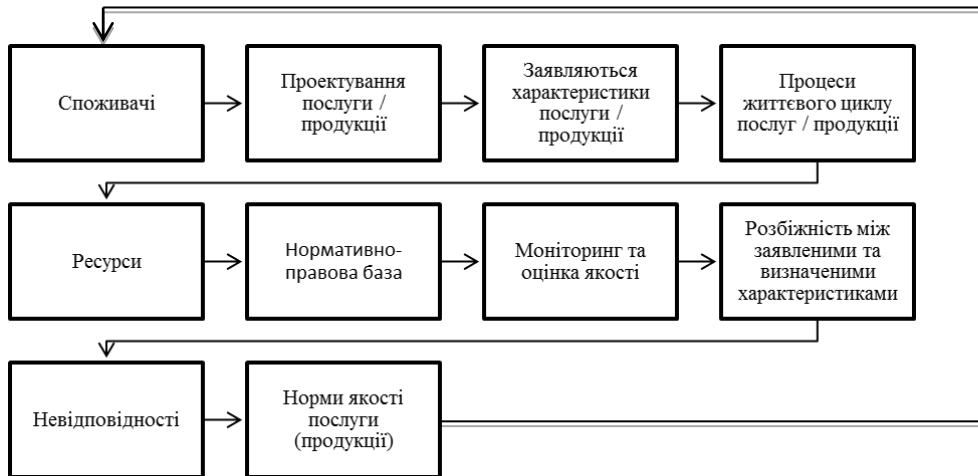 Споживачі
Проектування
послуги /
продукції
Заявляються
характеристики
послуги /
продукції
Процеси
життєвого циклу
послуг / продукції
Ресурси
Нормативно-
правова база
Моніторинг та
оцінка якості
Розбіжність між
заявленими та
визначеними
характеристиками
Невідповідності
Норми якості
послуги
(продукції)